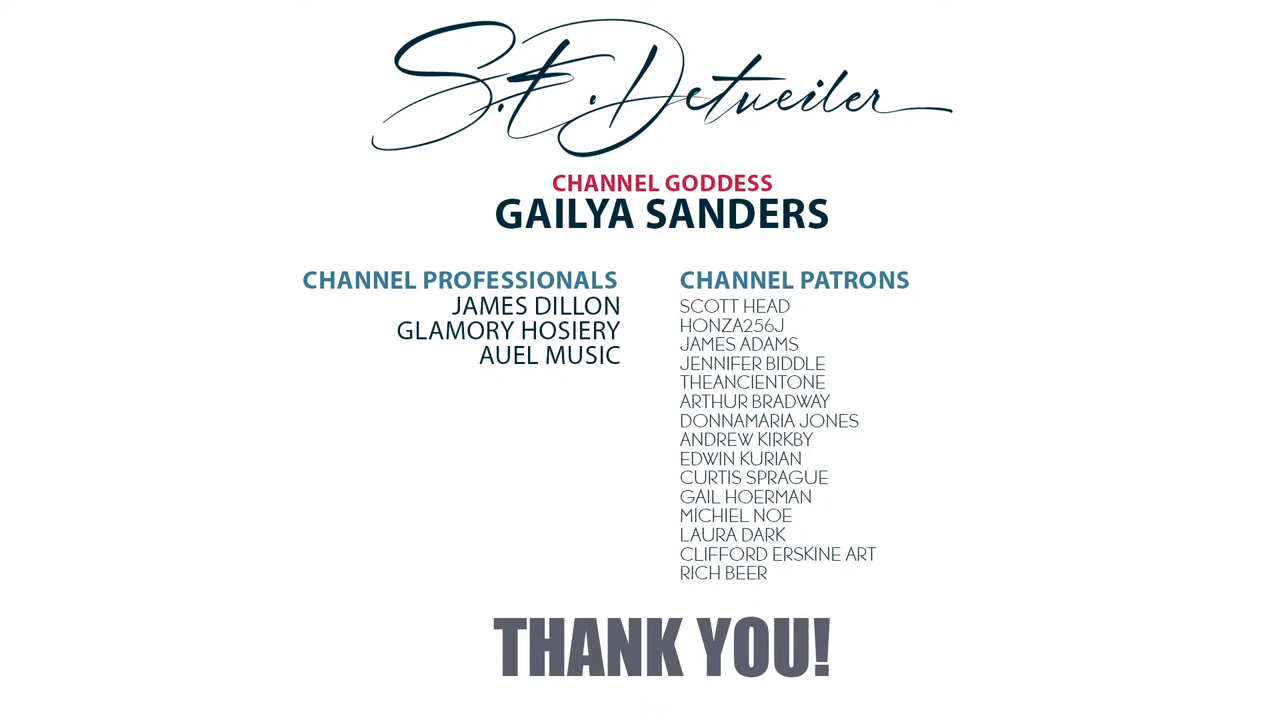 S.E. Detweiler
CHANNEL GODDESS
GAILYA SANDERS
CHANNEL PROFESSIONALS
JAMES DILLON
GLAMORY HOSIERY
AUEL MUSIC
CHANNEL PATRONS
SCOTT HEAD
HONZA256J
JAMES ADAMS
JENNIFER BIDDLE
THEANCIENTONE
ARTHUR BRADWAY
DONNAMARIA JONES
ANDREW KIRKBY
EDWIN KURIAN
CURTIS SPRAGUE
GAIL HOERMAN
MICHIEL NOE
LAURA DARK
CLIFFORD ERSKINE ART
RICH BEER
THANK YOU!